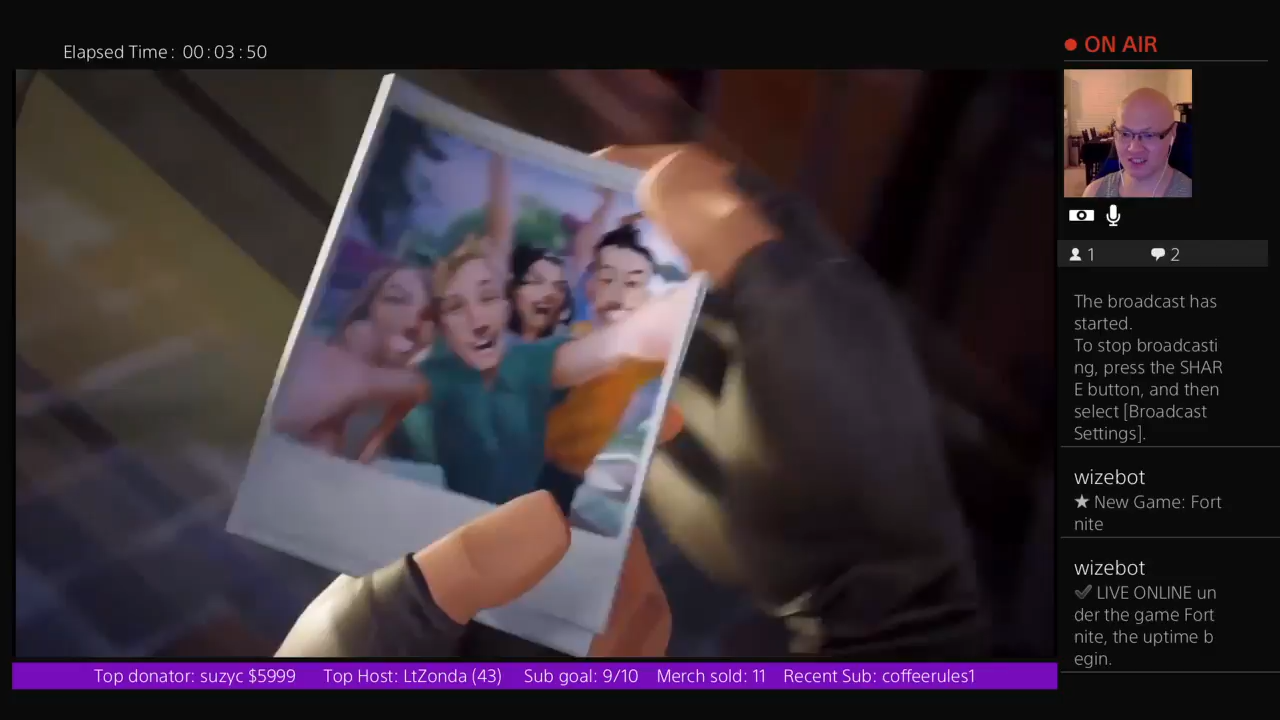 Elapsed Time: 00:03:50
ON AIR
1 2
The broadcast has
started.
To stop broadcasti
ng, press the SHAR
E button, and then
select [Broadcast
Settings].
wizebot
★ New Game: Fort
nite
wizebot
✔ LIVE ONLINE un
der the game Fort
nite, the uptime b
egin.
Top donator: suzyc $5999 Top Host: LtZonda (43) Sub goal: 9/10 Merch sold: 11 Recent Sub: coffeerules1